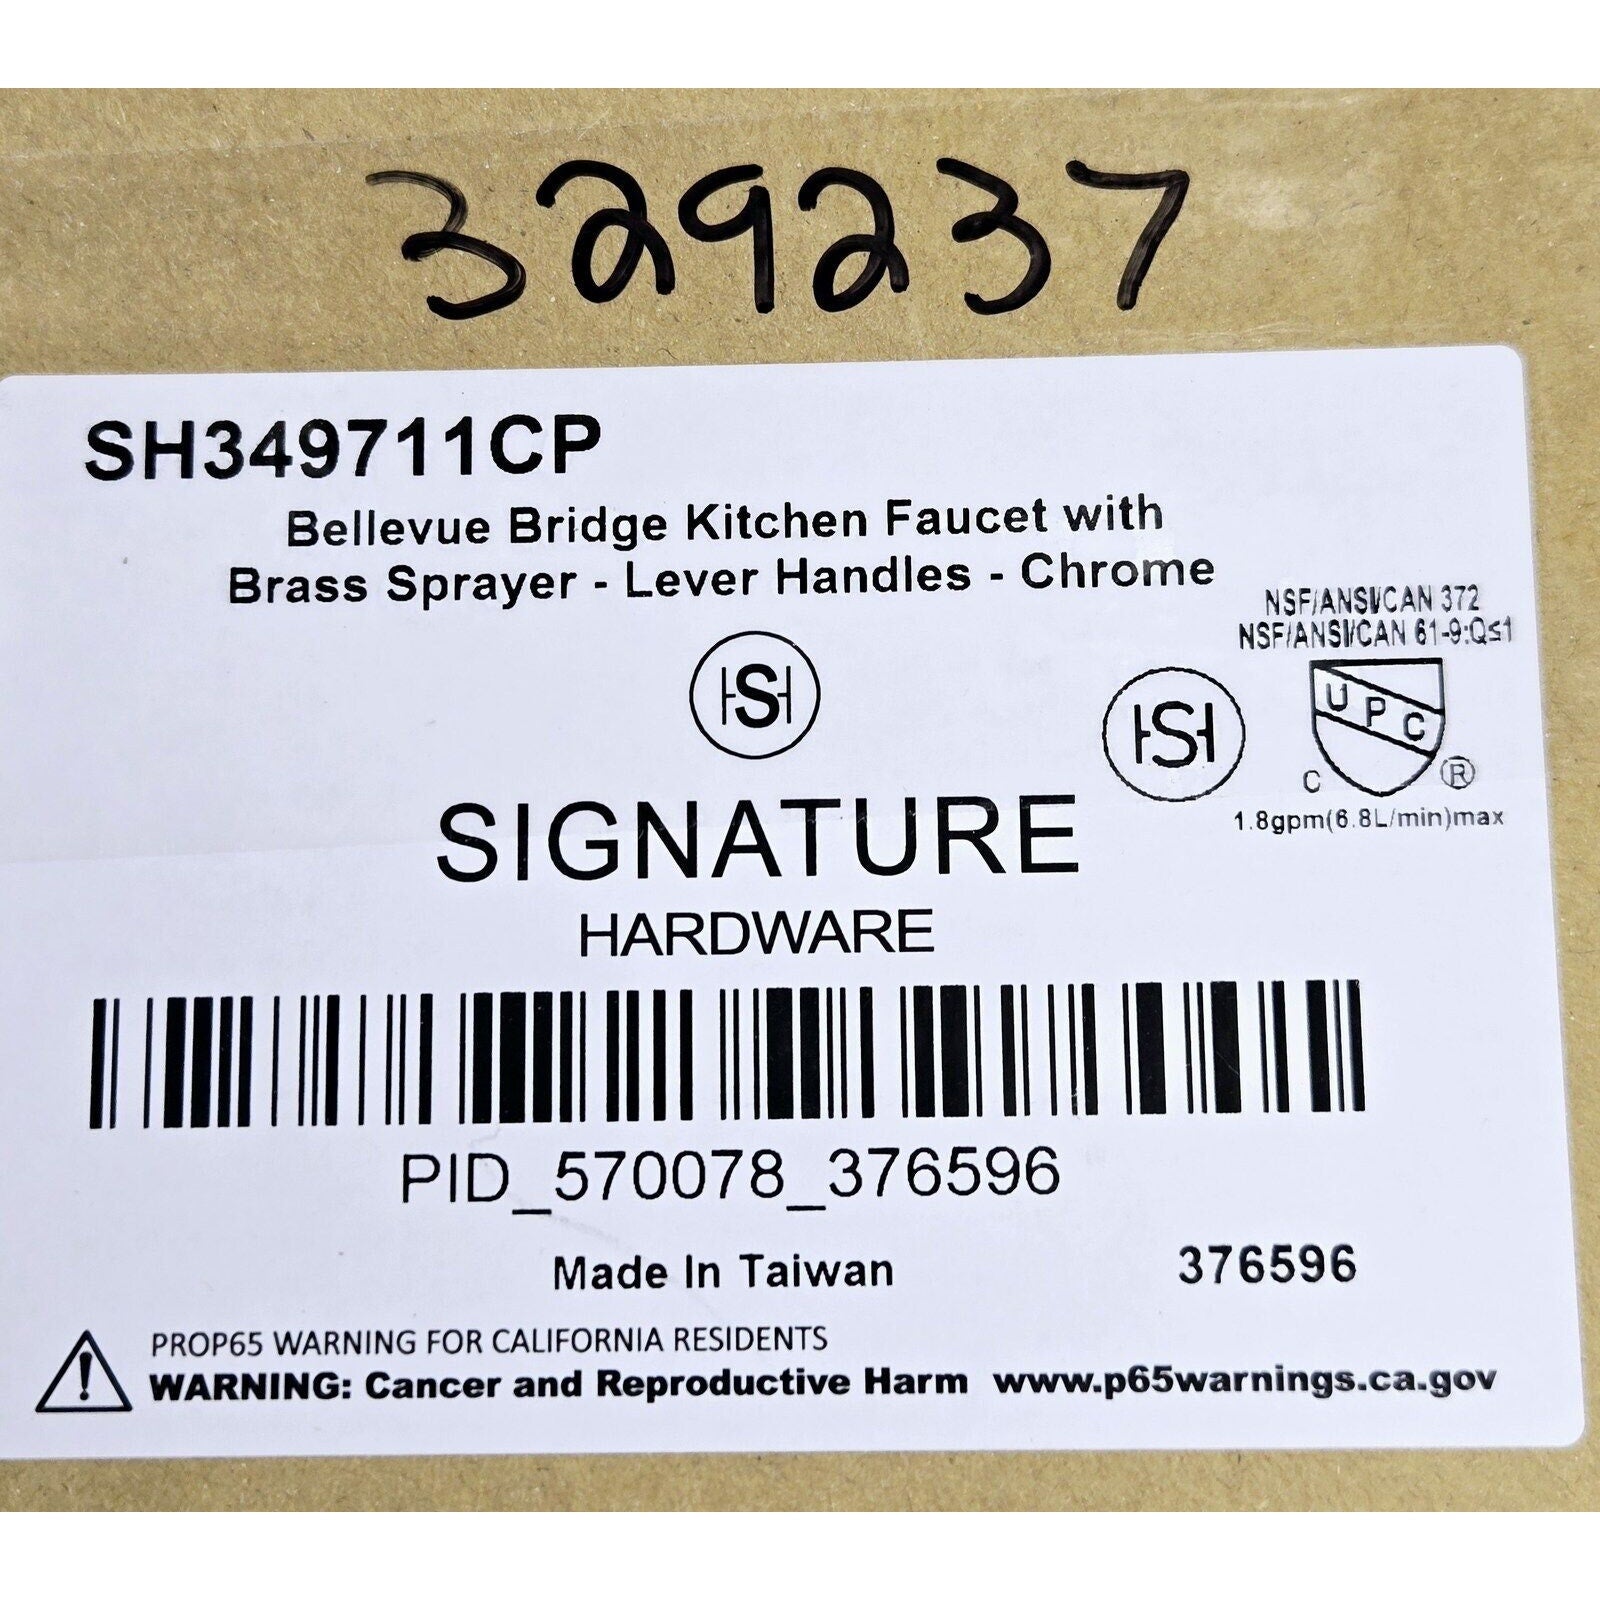 329237
SH349711CP
Bellevue Bridge Kitchen Faucet with
Brass Sprayer - Lever Handles - Chrome
NSF/ANSI/CAN 372
NSF/ANSI/CAN 61-9:Q≤1
HSH
HSH
UPC
C ®
1.8gpm(6.8L/min)max
SIGNATURE
HARDWARE
PID_570078_376596
Made In Taiwan
376596
PROP65 WARNING FOR CALIFORNIA RESIDENTS
WARNING: Cancer and Reproductive Harm www.p65warnings.ca.gov